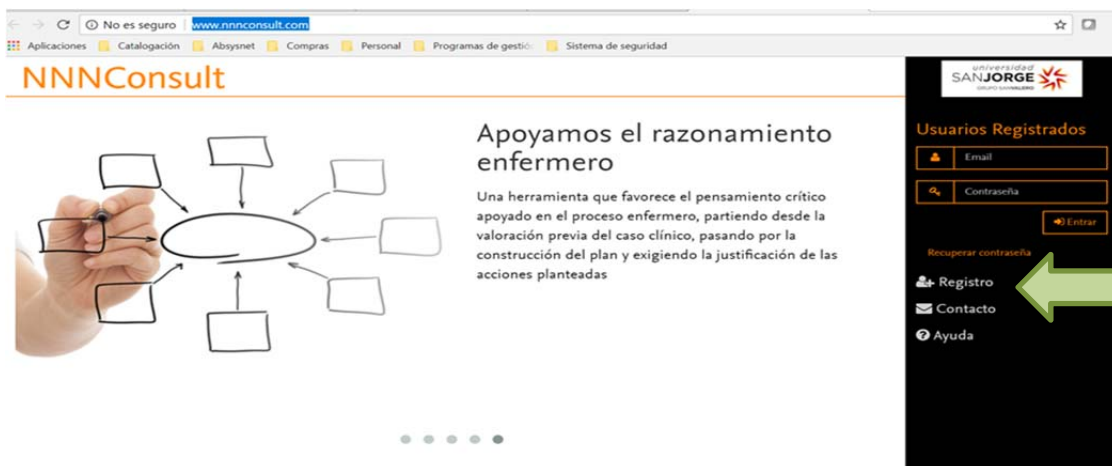 No es seguro | www.nnnconsult.com
Aplicaciones Catalogación Absysnet Compras Personal Programas de gestió Sistema de seguridad
NNNConsult
Apoyamos el razonamiento
enfermero
Una herramienta que favorece el pensamiento crítico
apoyado en el proceso enfermero, partiendo desde la
valoración previa del caso clínico, pasando por la
construcción del plan y exigiendo la justificación de las
acciones planteadas
universidad
SANJORGE
GRUPO SANVALERO
Usuarios Registrados
Email
Contraseña
Entrar
Recuperar contraseña
Registro
Contacto
Ayuda